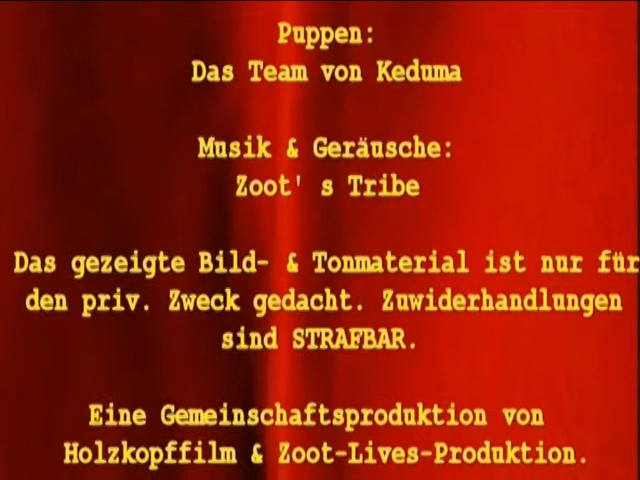 Puppen:
Das Team von Keduma
Musik & Geräusche:
Zoot' s Tribe
Das gezeigte Bild- & Tonmaterial ist nur für
den priv. Zweck gedacht. Zuwiderhandlungen
sind STRAFBAR.
Eine Gemeinschaftsproduktion von
Holzkopffilm & Zoot-Lives-Produktion.